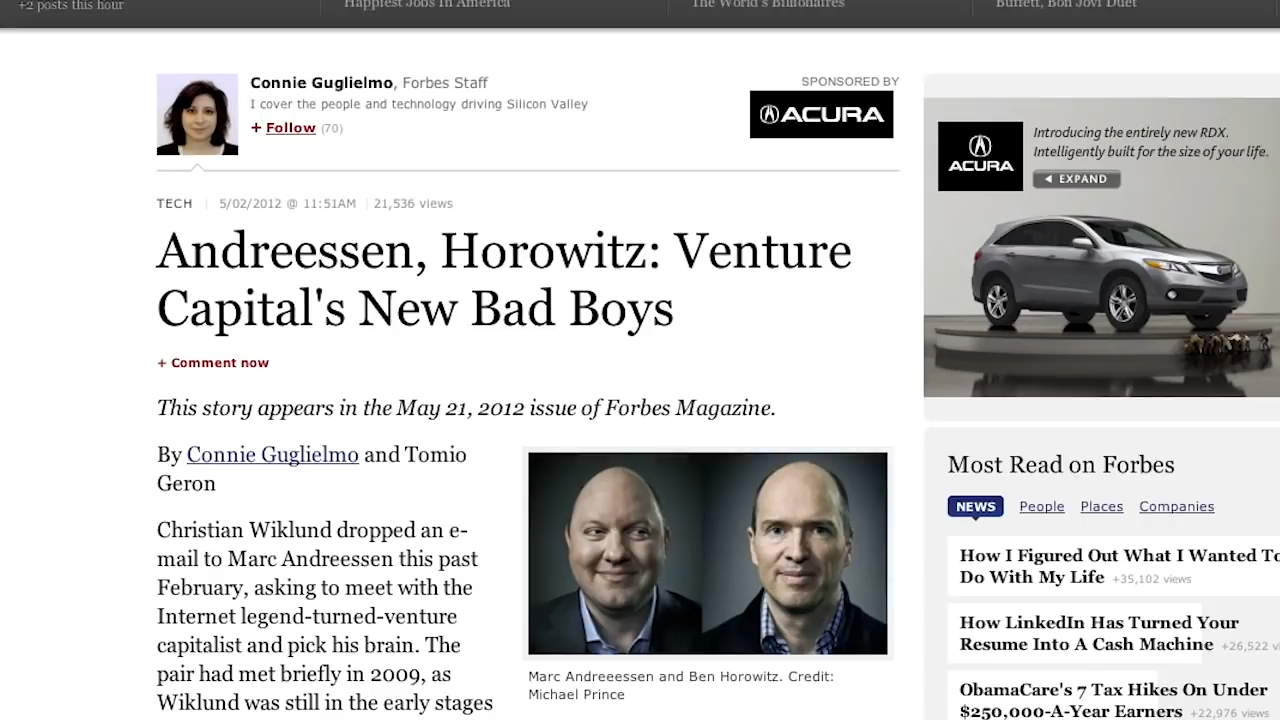 +2 posts this hour
Happiest Jobs In America
The World's Billionaires
Buffett, Bon Jovi Duet
Connie Guglielmo, Forbes Staff
I cover the people and technology driving Silicon Valley
+ Follow (70)
SPONSORED BY
ACURA
TECH | 5/02/2012 @ 11:51AM | 21,536 views
Andreessen, Horowitz: Venture
Capital's New Bad Boys
+ Comment now
This story appears in the May 21, 2012 issue of Forbes Magazine.
By Connie Guglielmo and Tomio
Geron
Christian Wiklund dropped an e-
mail to Marc Andreessen this past
February, asking to meet with the
Internet legend-turned-venture
capitalist and pick his brain. The
pair had met briefly in 2009, as
Wiklund was still in the early stages
Marc Andreeessen and Ben Horowitz. Credit:
Michael Prince
ACURA
Introducing the entirely new RDX.
Intelligently built for the size of your life.
◄ EXPAND
Most Read on Forbes
NEWS People Places Companies
How I Figured Out What I Wanted To
Do With My Life +35,102 views
How LinkedIn Has Turned Your
Resume Into A Cash Machine +26,522 vi
ObamaCare's 7 Tax Hikes On Under
$250,000-A-Year Earners +22,976 views